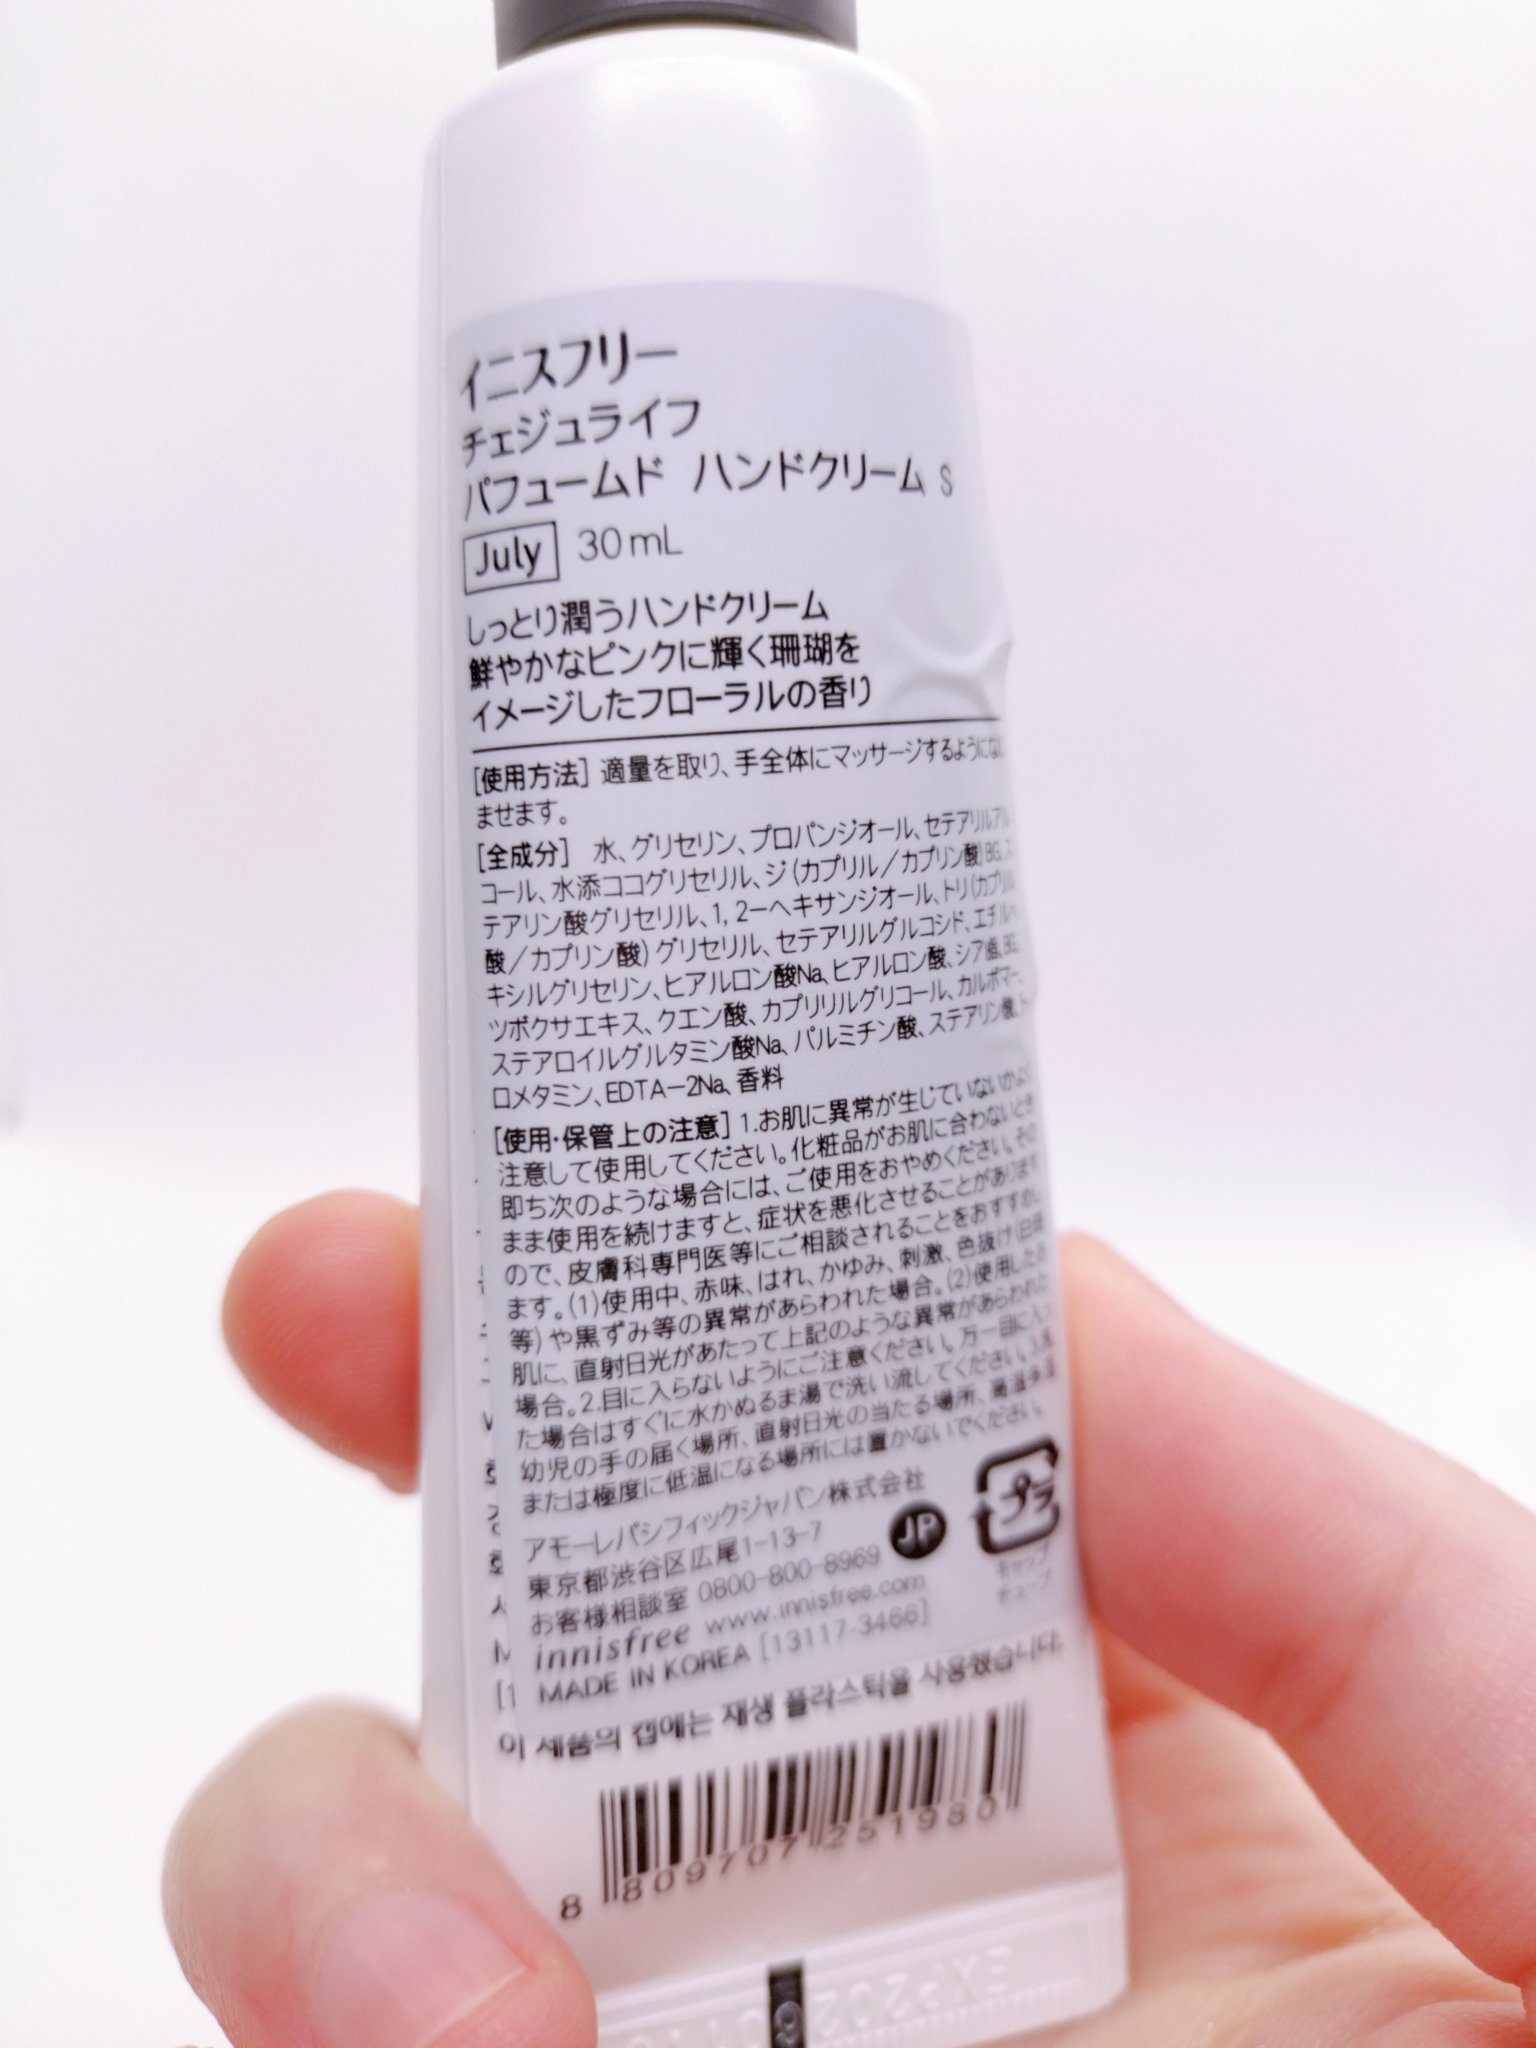 イニスフリー
チェジュライフ
パフュームド ハンドクリーム S
July 30mL
しっとり潤うハンドクリーム
鮮やかなピンクに輝く珊瑚を
イメージしたフローラルの香り
[使用方法] 適量を取り、手全体にマッサージするようになじ
ませます。
[全成分] 水、グリセリン、プロパンジオール、セテアリルアル
コール、水添ココグリセリル、ジ(カプリル/カプリン酸)BG、ス
テアリン酸グリセリル、1,2-ヘキサンジオール、トリ(カプリル
酸/カプリン酸)グリセリル、セテアリルグルコシド、エチルヘ
キシルグリセリン、ヒアルロン酸Na、ヒアルロン酸、シア脂、BG、
ツボクサエキス、クエン酸、カプリリルグリコール、カルボマー、
ステアロイルグルタミン酸Na、パルミチン酸、ステアリン酸、ト
ロメタミン、EDTA-2Na、香料
[使用・保管上の注意] 1.お肌に異常が生じていないかよく
注意して使用してください。化粧品がお肌に合わないとき
即ち次のような場合には、ご使用をおやめください。その
まま使用を続けますと、症状を悪化させることがあります
ので、皮膚科専門医等にご相談されることをおすすめし
ます。(1)使用中、赤味、はれ、かゆみ、刺激、色抜け(白斑
等)や黒ずみ等の異常があらわれた場合。(2)使用したお
肌に、直射日光があたって上記のような異常があらわれた
場合。2.目に入らないようにご注意ください。万一目に入っ
た場合はすぐに水かぬるま湯で洗い流してください。3.乳
幼児の手の届く場所、直射日光の当たる場所、高温多湿
または極度に低温になる場所には置かないでください。
アモーレパシフィックジャパン株式会社
東京都渋谷区広尾1-13-7
お客様相談室 0800-800-8969
innisfree www.innisfree.com
MADE IN KOREA [13117-3466]
JP
プラ
キャップ
チューブ
이 제품의 캡에는 재생 플라스틱을 사용했습니다.
8 809707 251980